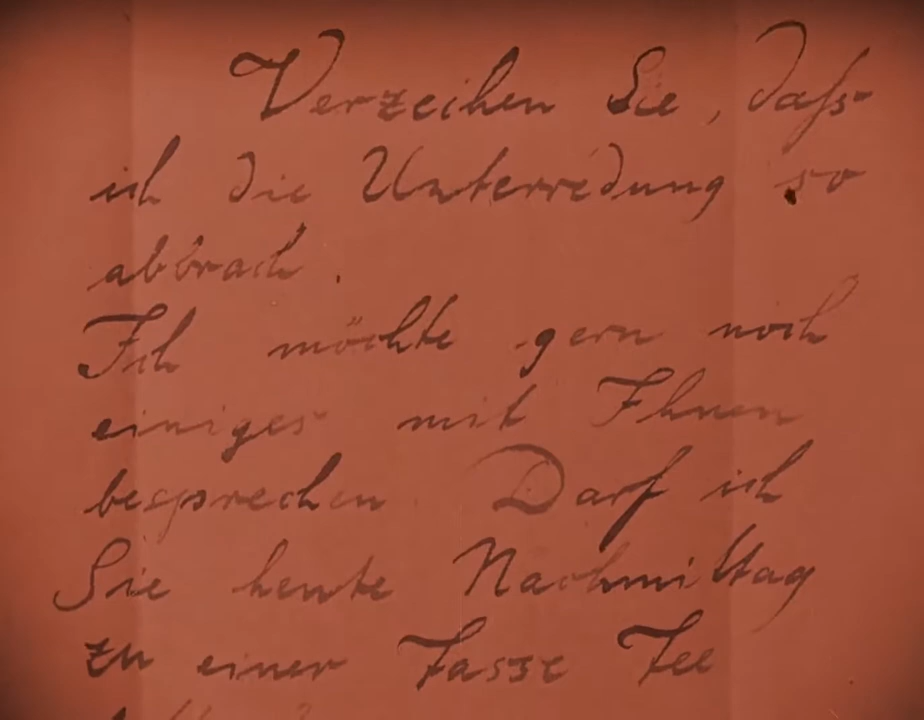 Verzeihen Sie, dass
ich die Unterredung so
abbrach.
Ich möchte gern noch
einiges mit Ihnen
besprechen. Darf ich
Sie heute Nachmittag
zu einer Tasse Tee